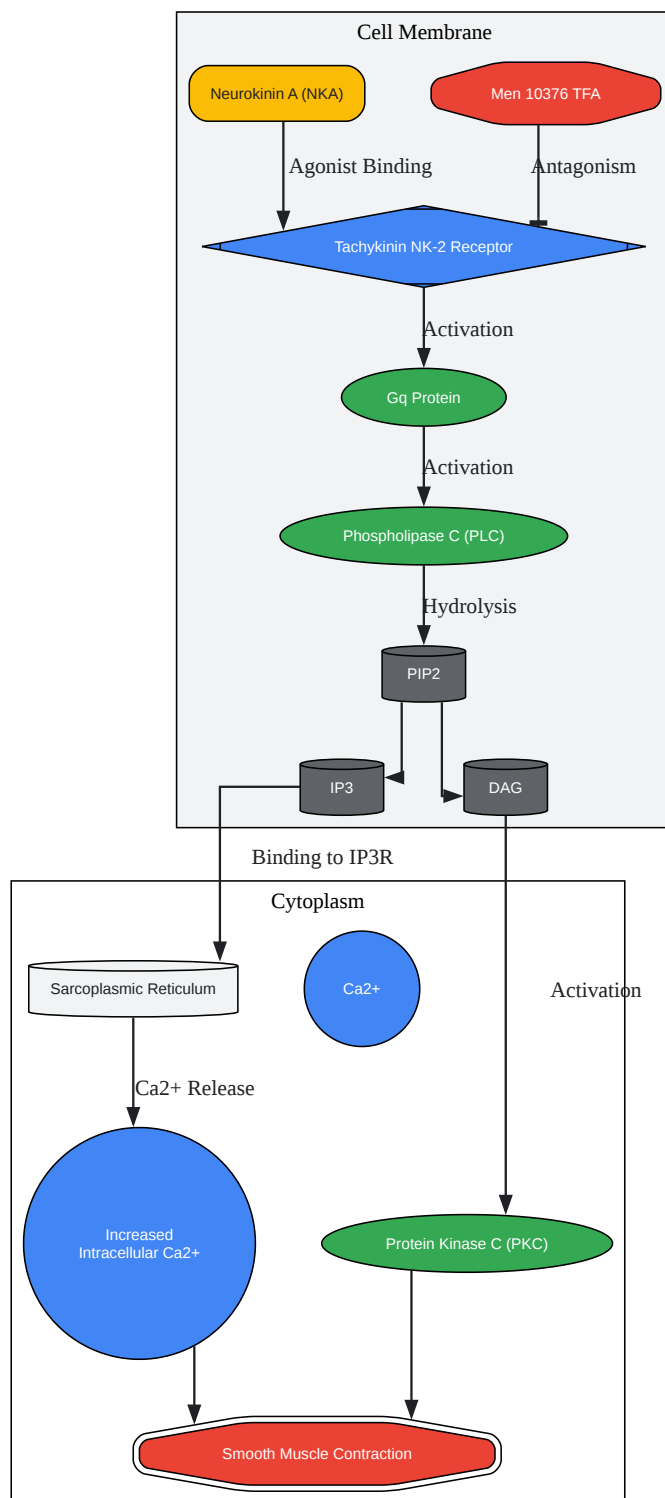 Cell Membrane
Neurokinin A (NKA)
Men 10376 TFA
Agonist Binding
Antagonism
Tachykinin NK-2 Receptor
Activation
Gq Protein
Activation
Phospholipase C (PLC)
Hydrolysis
PIP2
IP3
DAG
Binding to IP3R
Cytoplasm
Sarcoplasmic Reticulum
Ca2+
Activation
Ca2+ Release
Increased
Intracellular Ca2+
Protein Kinase C (PKC)
Smooth Muscle Contraction